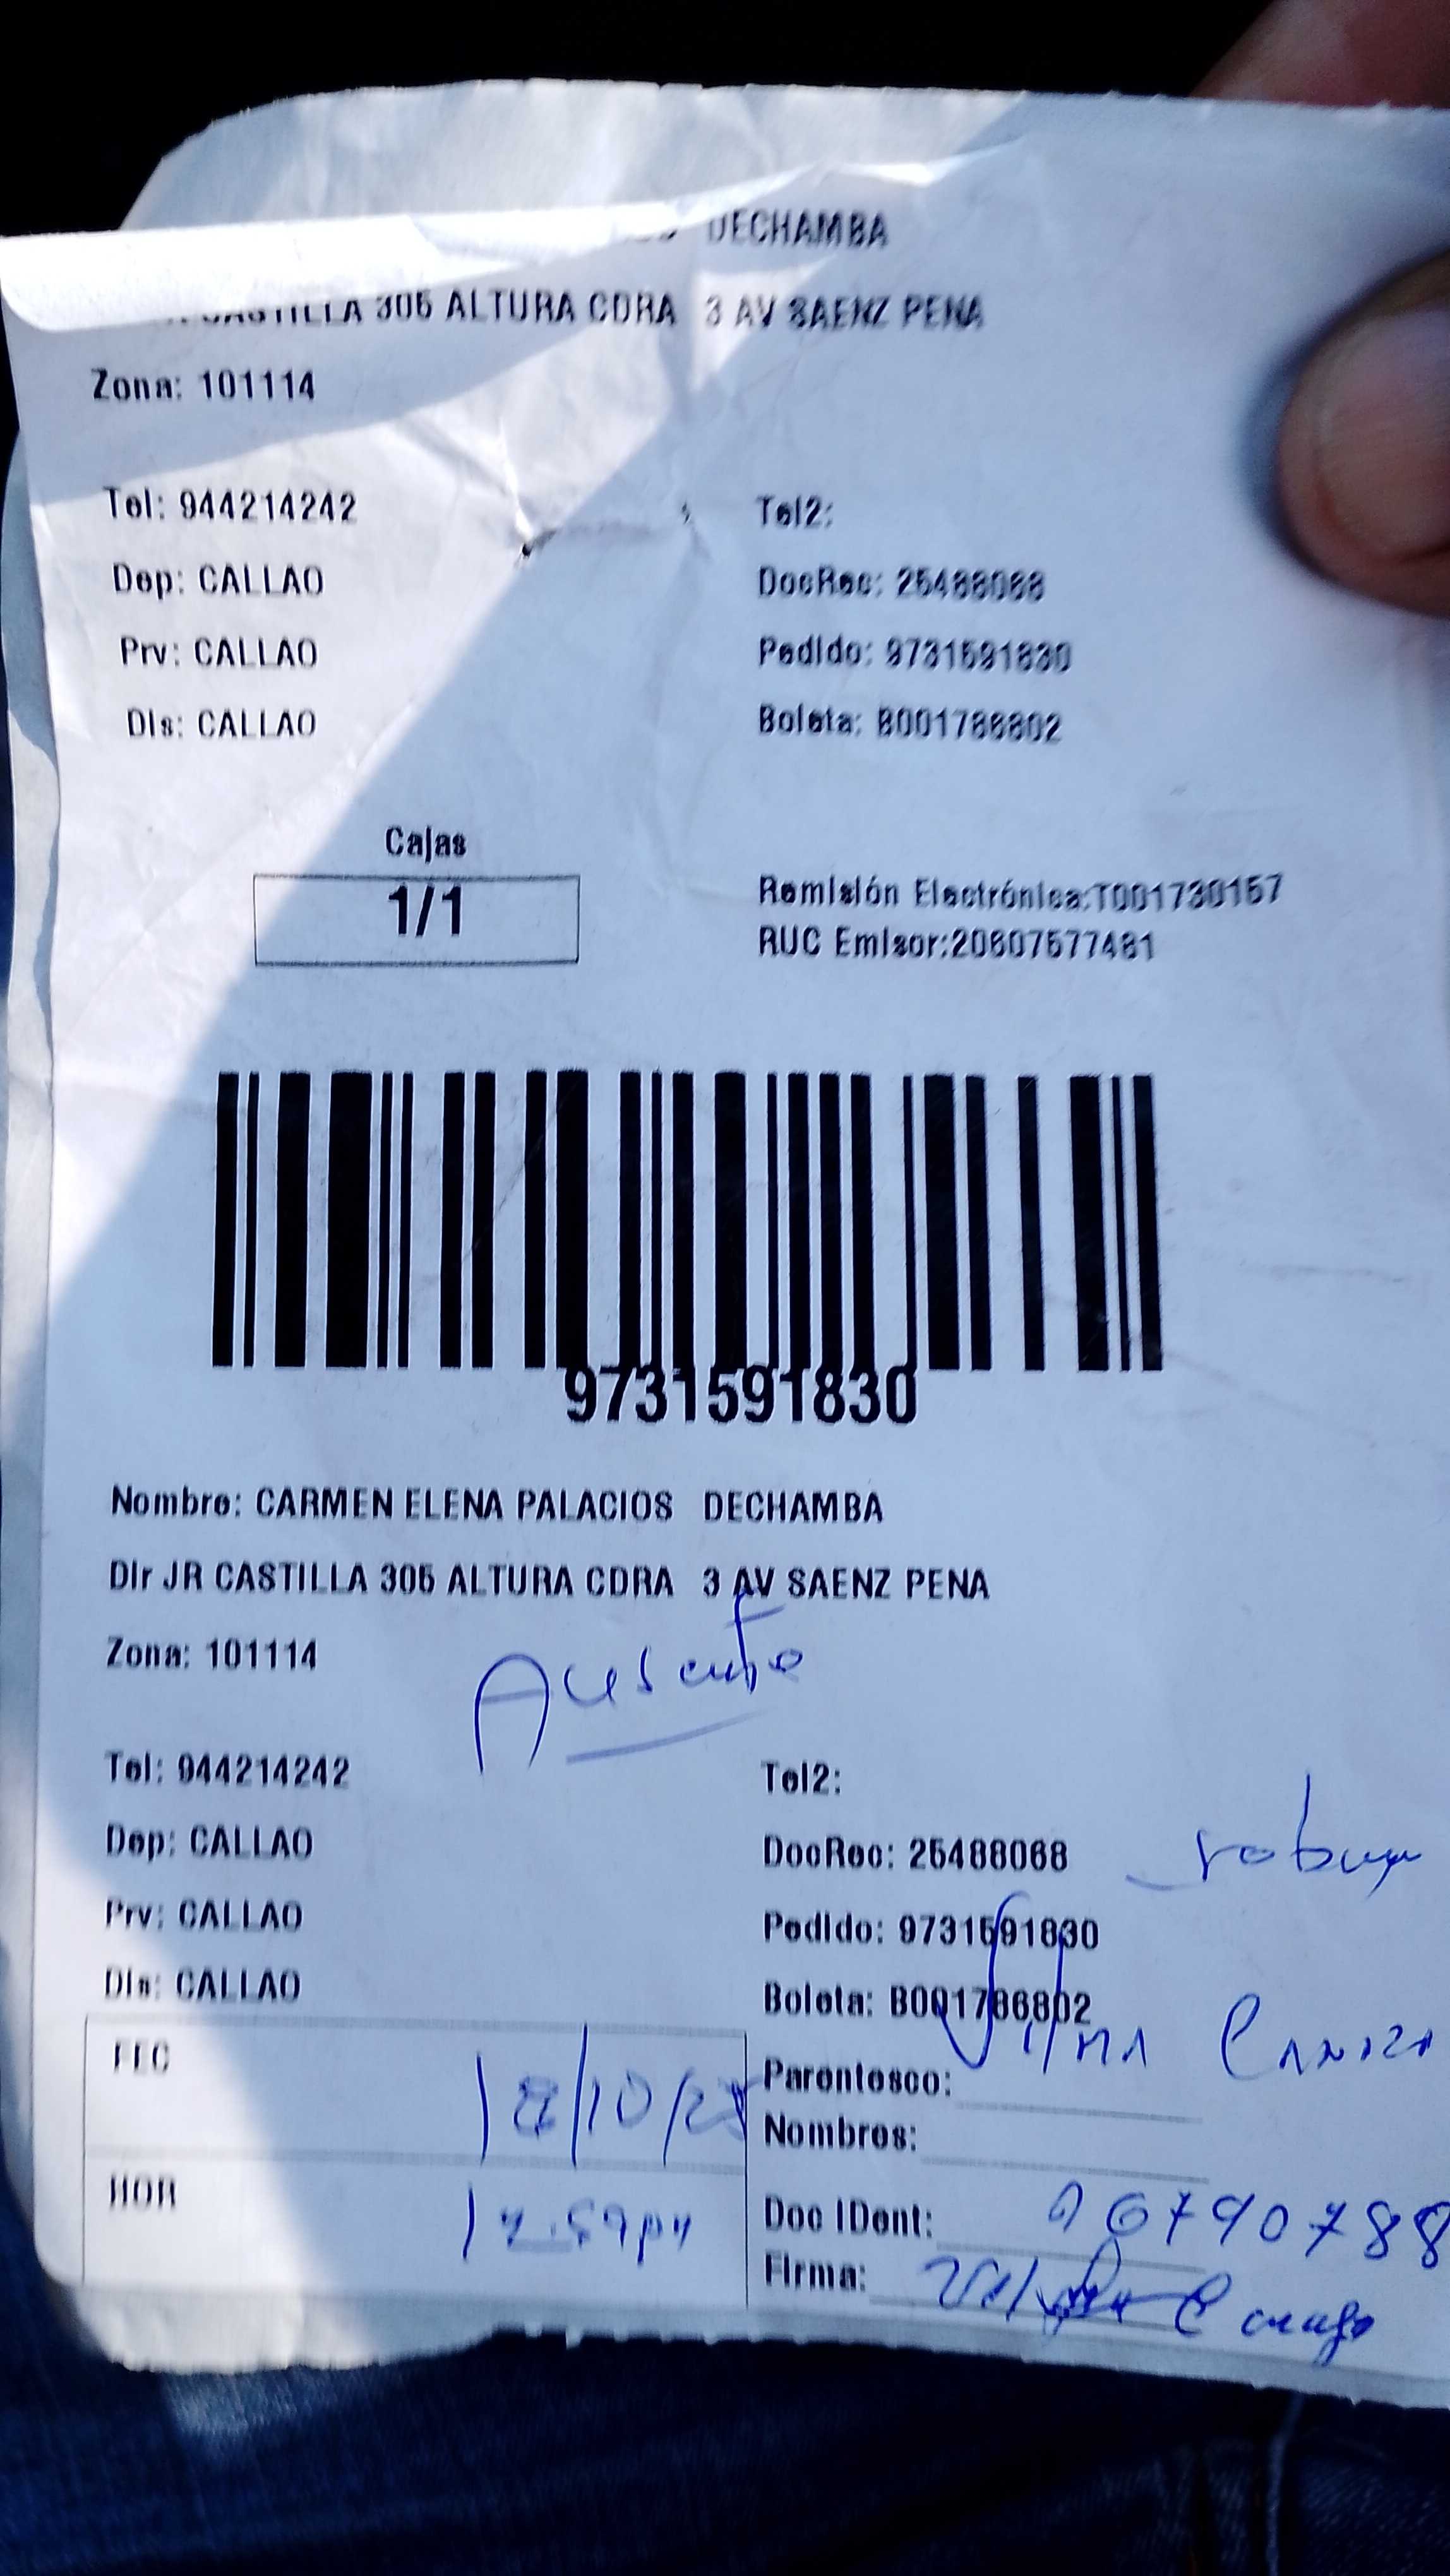 DECHAMBA
CASTILLA 305 ALTURA CDRA 3 AV SAENZ PENA
Zona: 101114
Tel: 944214242
Tel2:
Dep: CALLAO
DocRec: 25488068
Prv: CALLAO
Pedido: 9731591830
Dis: CALLAO
Boleta: B001786802
Cajas
1/1
Remisión Electrónica:T001730157
RUC Emisor:20607577481
9731591830
Nombre: CARMEN ELENA PALACIOS DECHAMBA
Dir JR CASTILLA 305 ALTURA CDRA 3 AV SAENZ PENA
Zona: 101114
Ausente
Tel: 944214242
Tel2:
Dep: CALLAO
DocRec: 25488068
Prv: CALLAO
Pedido: 9731591830
Dis: CALLAO
Boleta: B001786802
FEC
Parentesco:
Nombres:
HOR
Doc IDent:
Firma: